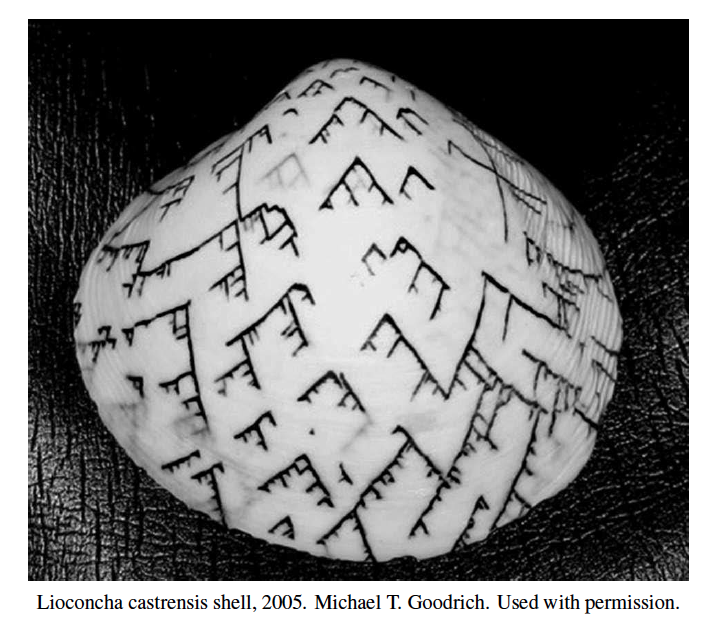 Lioconcha castrensis shell, 2005. Michael T. Goodrich. Used with permission.